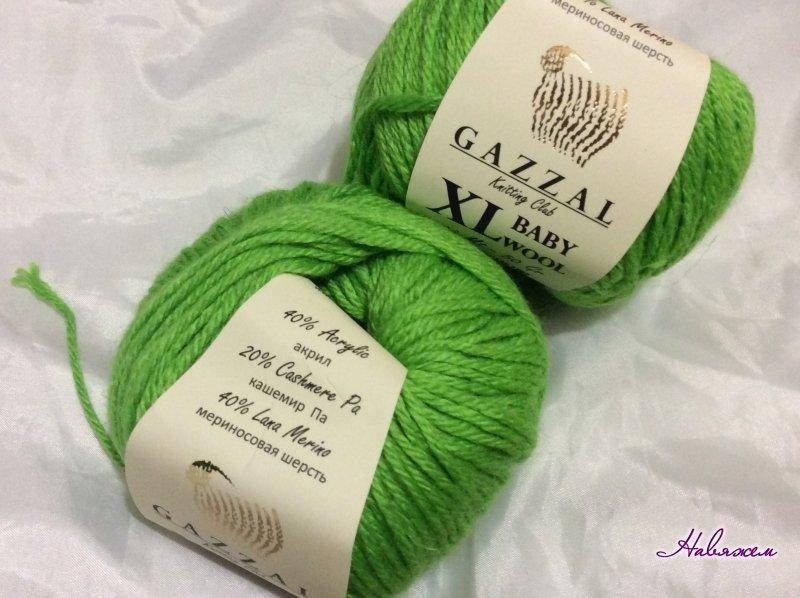 % Lana Merino
мериносовая шерсть
GAZZAL
Knitting Club
XL BABY
WOOL
50 G
40% Acrylic
акрил
20% Cashmere Pa
кашемир Па
40% Lana Merino
мериносовая шерсть
GAZZAL
Навяжем